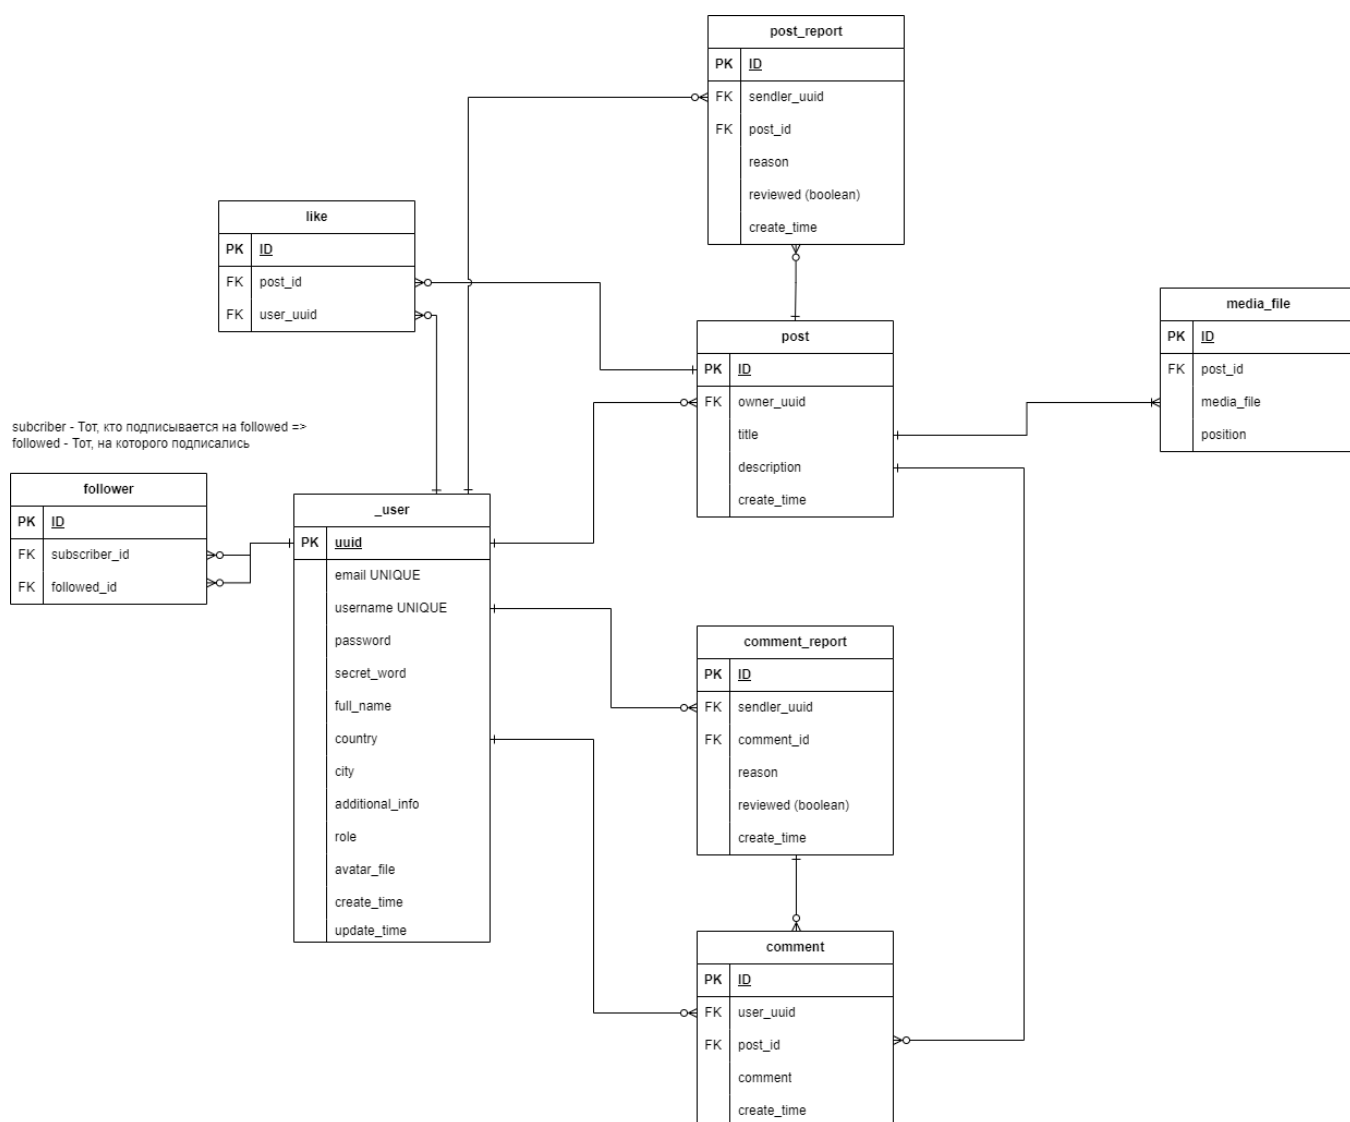 post_report
PK ID
FK sendler_uuid
FK post_id
reason
reviewed (boolean)
create_time
like
PK ID
FK post_id
FK user_uuid
media_file
PK ID
FK post_id
media_file
position
post
PK ID
FK owner_uuid
title
description
create_time
subcriber - Тот, кто подписывается на followed =>
followed - Тот, на которого подписались
follower
PK ID
FK subscriber_id
FK followed_id
_user
PK uuid
email UNIQUE
username UNIQUE
password
secret_word
full_name
country
city
additional_info
role
avatar_file
create_time
update_time
comment_report
PK ID
FK sendler_uuid
FK comment_id
reason
reviewed (boolean)
create_time
comment
PK ID
FK user_uuid
FK post_id
comment
create_time